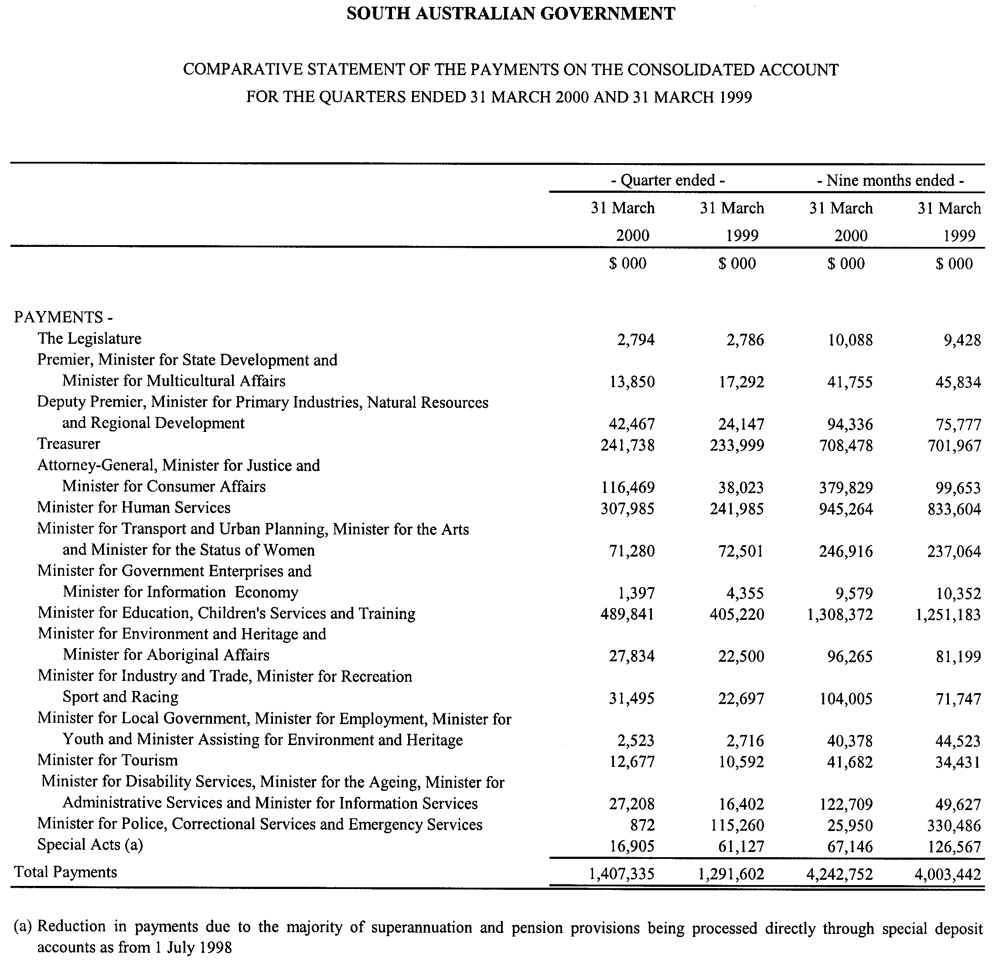 SOUTH AUSTRALIAN GOVERNMENT
COMPARATIVE STATEMENT OF THE PAYMENTS ON THE CONSOLIDATED ACCOUNT
FOR THE QUARTERS ENDED 31 MARCH 2000 AND 31 MARCH 1999
- Quarter ended - - Nine months ended -
31 March 31 March 31 March 31 March
2000 1999 2000 1999
$ 000 $ 000 $ 000 $ 000
PAYMENTS -
The Legislature 2,794 2,786 10,088 9,428
Premier, Minister for State Development and
Minister for Multicultural Affairs 13,850 17,292 41,755 45,834
Deputy Premier, Minister for Primary Industries, Natural Resources
and Regional Development 42,467 24,147 94,336 75,777
Treasurer 241,738 233,999 708,478 701,967
Attorney-General, Minister for Justice and
Minister for Consumer Affairs 116,469 38,023 379,829 99,653
Minister for Human Services 307,985 241,985 945,264 833,604
Minister for Transport and Urban Planning, Minister for the Arts
and Minister for the Status of Women 71,280 72,501 246,916 237,064
Minister for Government Enterprises and
Minister for Information Economy 1,397 4,355 9,579 10,352
Minister for Education, Children's Services and Training 489,841 405,220 1,308,372 1,251,183
Minister for Environment and Heritage and
Minister for Aboriginal Affairs 27,834 22,500 96,265 81,199
Minister for Industry and Trade, Minister for Recreation
Sport and Racing 31,495 22,697 104,005 71,747
Minister for Local Government, Minister for Employment, Minister for
Youth and Minister Assisting for Environment and Heritage 2,523 2,716 40,378 44,523
Minister for Tourism 12,677 10,592 41,682 34,431
Minister for Disability Services, Minister for the Ageing, Minister for
Administrative Services and Minister for Information Services 27,208 16,402 122,709 49,627
Minister for Police, Correctional Services and Emergency Services 872 115,260 25,950 330,486
Special Acts (a) 16,905 61,127 67,146 126,567
Total Payments 1,407,335 1,291,602 4,242,752 4,003,442
(a) Reduction in payments due to the majority of superannuation and pension provisions being processed directly through special deposit
accounts as from 1 July 1998